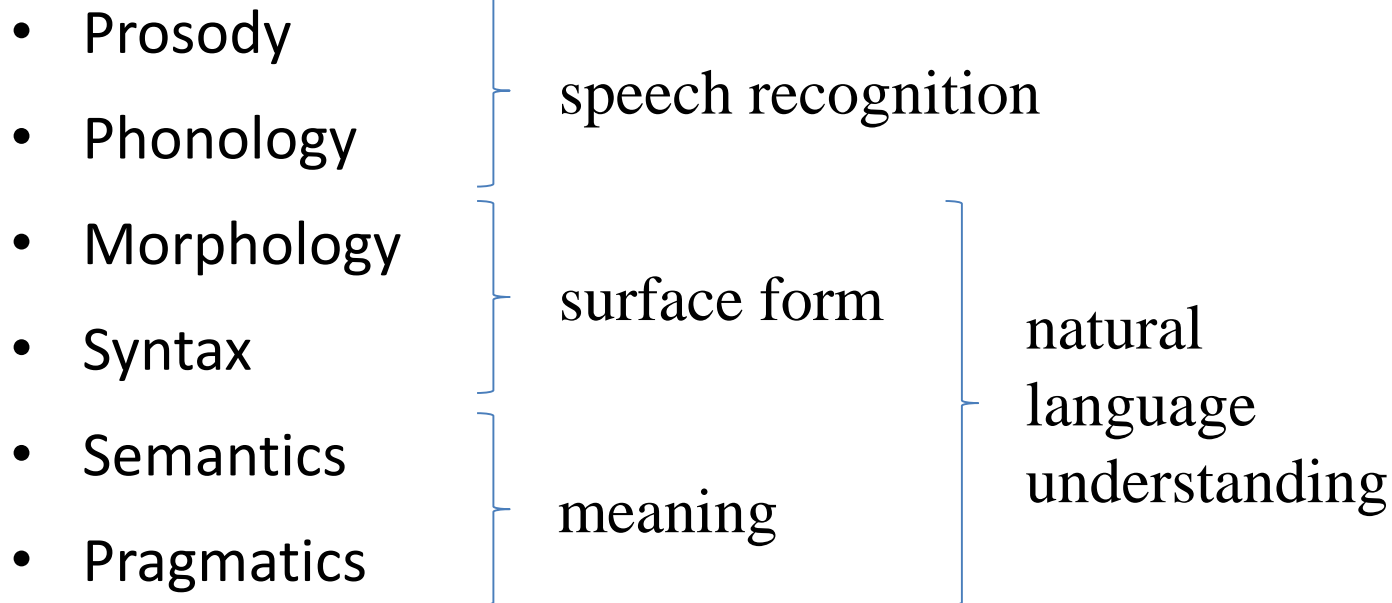 • Prosody
• Phonology
speech recognition
• Morphology
• Syntax
surface form
• Semantics
• Pragmatics
meaning
natural
language
understanding